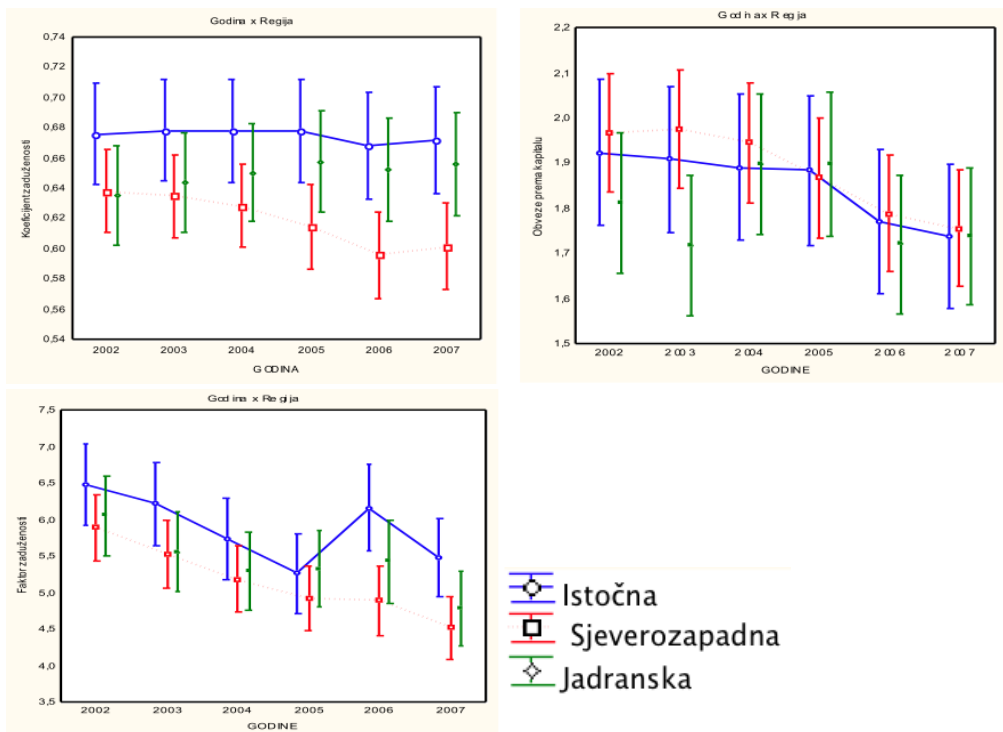 Godina x Regija
0,74
0,72
0,70
0,68
0,66
0,64
0,62
0,60
0,58
0,56
0,54
Koeficijent zaduženosti
2002 2003 2004 2005 2006 2007
GODINA
Godina x Regija
2,2
2,1
2,0
1,9
1,8
1,7
1,6
1,5
Obveze prema kapitalu
2002 2003 2004 2005 2006 2007
GODINE
Godina x Regija
7,5
7,0
6,5
6,0
5,5
5,0
4,5
4,0
3,5
Faktor zaduženosti
2002 2003 2004 2005 2006 2007
GODINE
Istočna
Sjeverozapadna
Jadranska